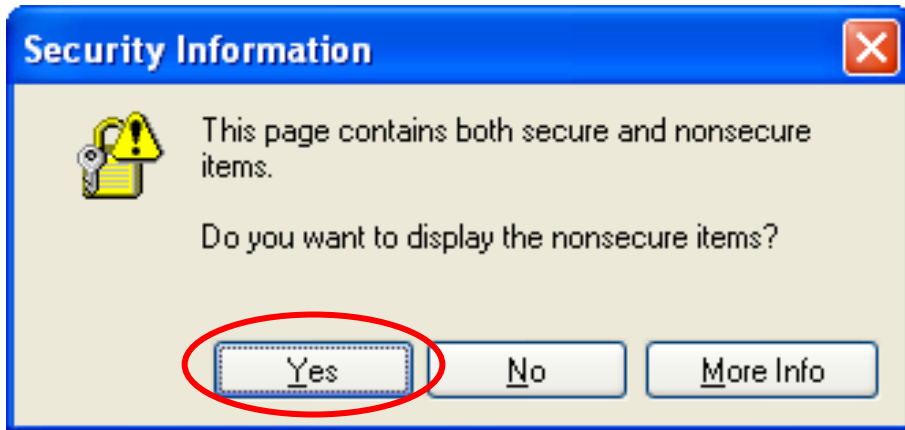 Security Information
This page contains both secure and nonsecure
items.
Do you want to display the nonsecure items?
Yes No More Info